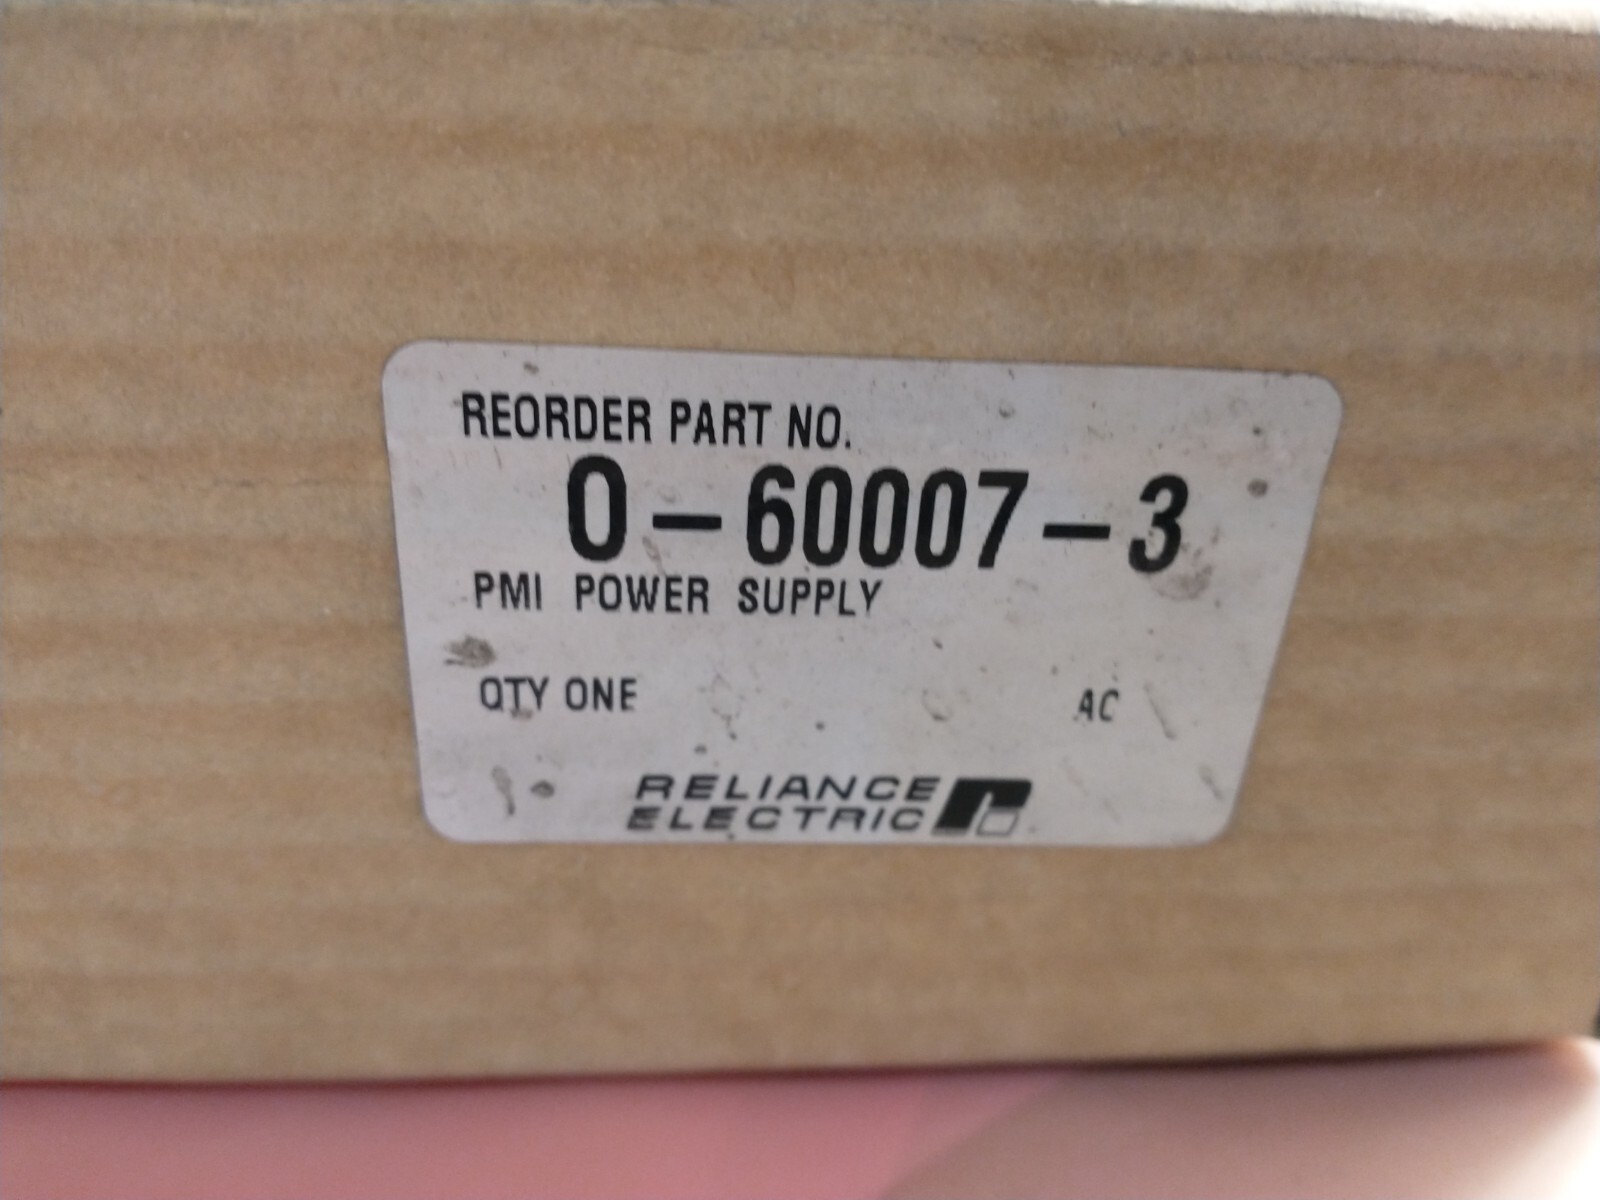 REORDER PART NO.
0-60007-3
PMI POWER SUPPLY
QTY ONE AC
RELIANCE
ELECTRIC